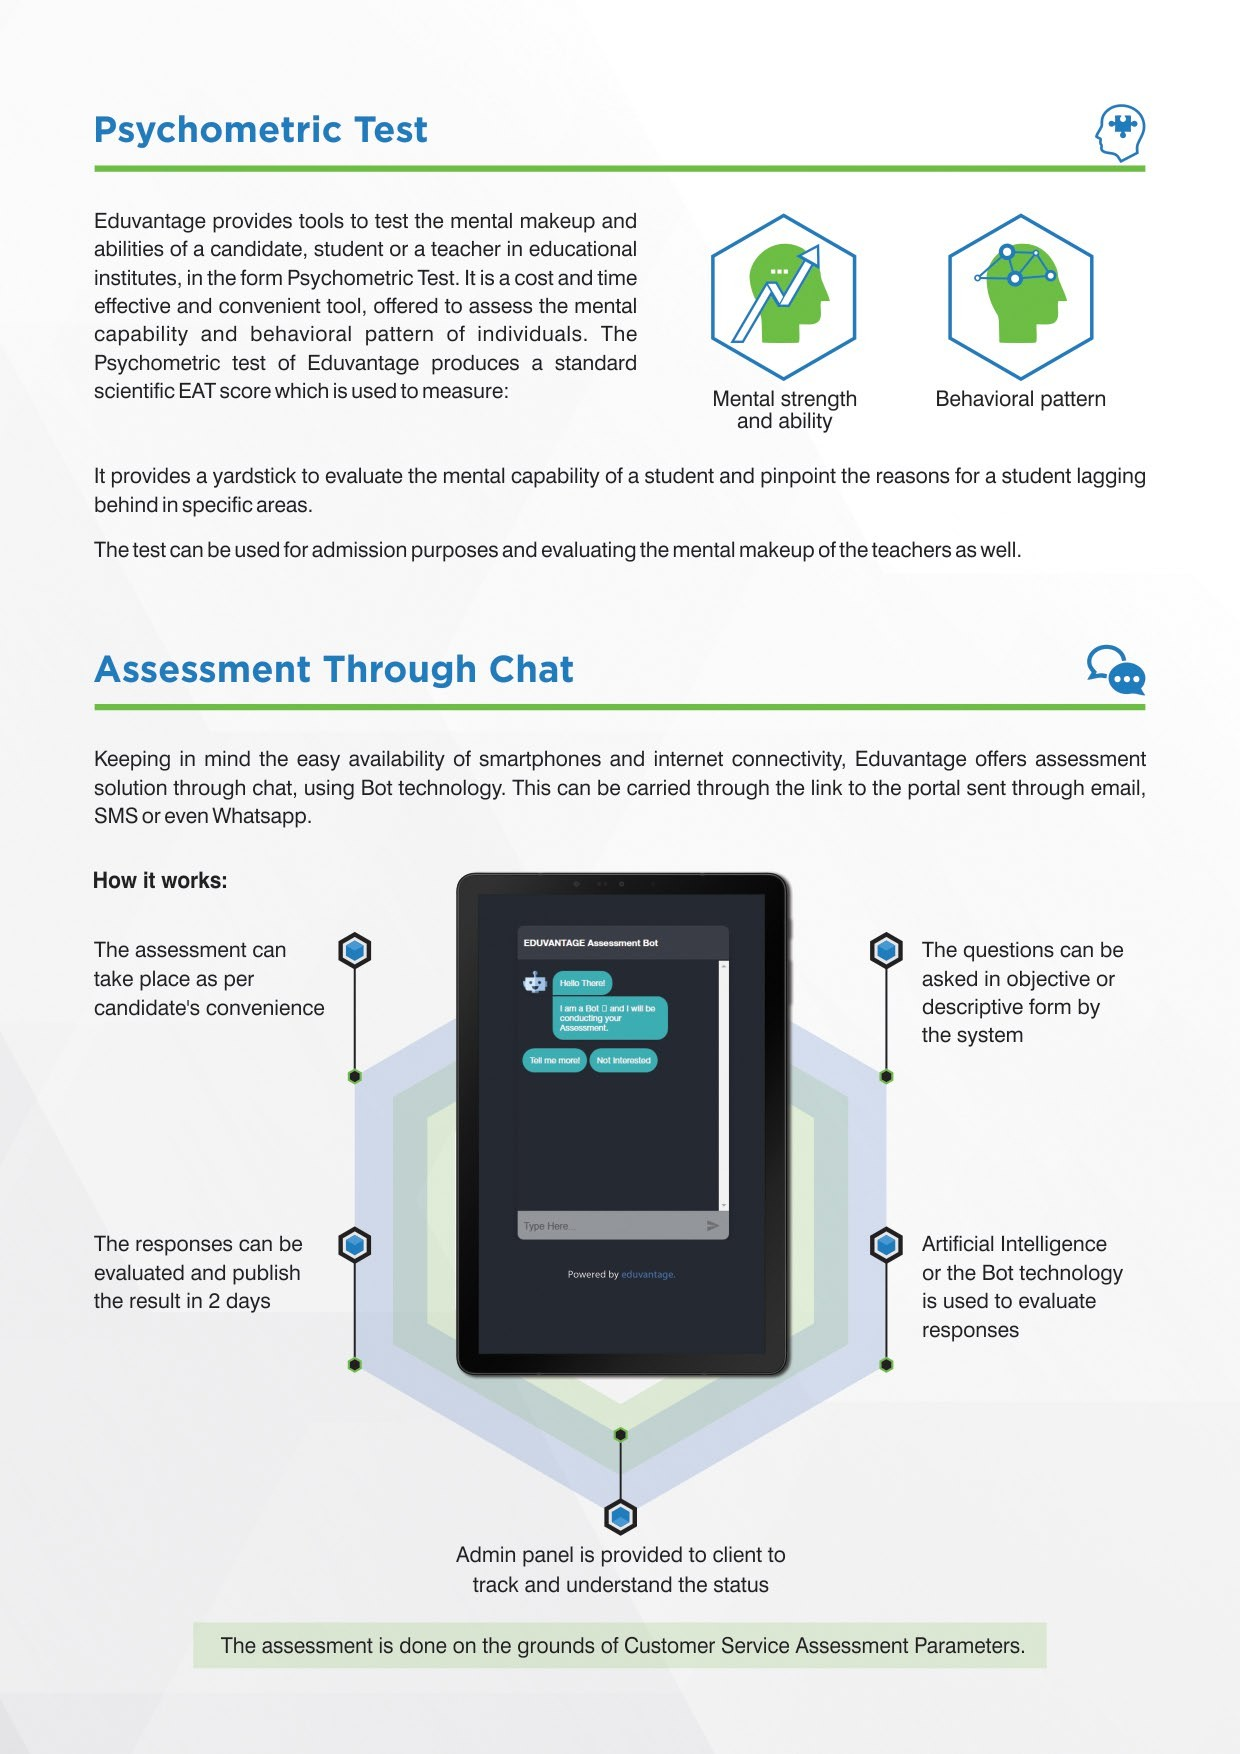 Psychometric Test
Eduvantage provides tools to test the mental makeup and
abilities of a candidate, student or a teacher in educational
institutes, in the form Psychometric Test. It is a cost and time
effective and convenient tool, offered to assess the mental
capability and behavioral pattern of individuals. The
Psychometric test of Eduvantage produces a standard
scientific EAT score which is used to measure:
Mental strength
and ability
Behavioral pattern
It provides a yardstick to evaluate the mental capability of a student and pinpoint the reasons for a student lagging
behind in specific areas.
The test can be used for admission purposes and evaluating the mental makeup of the teachers as well.
Assessment Through Chat
Keeping in mind the easy availability of smartphones and internet connectivity, Eduvantage offers assessment
solution through chat, using Bot technology. This can be carried through the link to the portal sent through email,
SMS or even Whatsapp.
How it works:
The assessment can
take place as per
candidate's convenience
EDUVANTAGE Assessment Bot
Hello There!
I am a Bot ▯ and I will be
conducting your
Assessment.
Tell me more!
Not Interested
Type Here...
Powered by eduvantage.
The questions can be
asked in objective or
descriptive form by
the system
The responses can be
evaluated and publish
the result in 2 days
Artificial Intelligence
or the Bot technology
is used to evaluate
responses
Admin panel is provided to client to
track and understand the status
The assessment is done on the grounds of Customer Service Assessment Parameters.